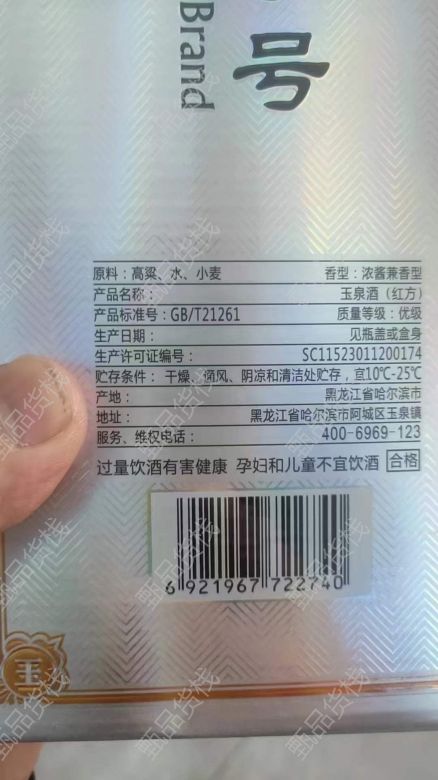 Brand
号
原料：高粱、水、小麦 香型：浓酱兼香型
产品名称： 玉泉酒（红方）
产品标准号：GB/T21261 质量等级：优级
生产日期： 见瓶盖或盒身
生产许可证编号： SC11523011200174
贮存条件： 干燥、通风、阴凉和清洁处贮存，宜10℃-25℃
产地： 黑龙江省哈尔滨市
地址： 黑龙江省哈尔滨市阿城区玉泉镇
服务、维权电话： 400-6969-123
过量饮酒有害健康 孕妇和儿童不宜饮酒 合格
6 921967 722740
玉
甄品货栈